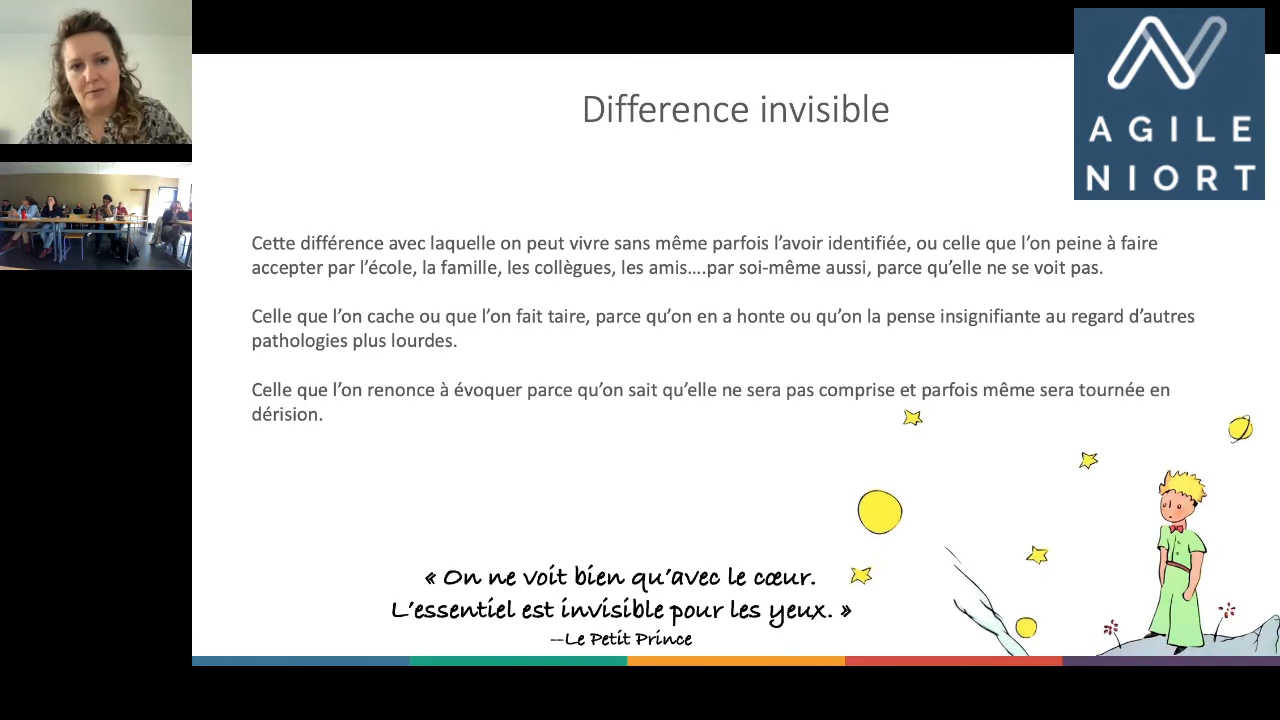 Difference invisible
AGILE
NIORT
Cette différence avec laquelle on peut vivre sans même parfois l’avoir identifiée, ou celle que l’on peine à faire
accepter par l’école, la famille, les collègues, les amis….par soi-même aussi, parce qu’elle ne se voit pas.
Celle que l’on cache ou que l’on fait taire, parce qu’on en a honte ou qu’on la pense insignifiante au regard d’autres
pathologies plus lourdes.
Celle que l’on renonce à évoquer parce qu’on sait qu’elle ne sera pas comprise et parfois même sera tournée en
dérision.
« On ne voit bien qu’avec le cœur.
L’essentiel est invisible pour les yeux. »
--Le Petit Prince